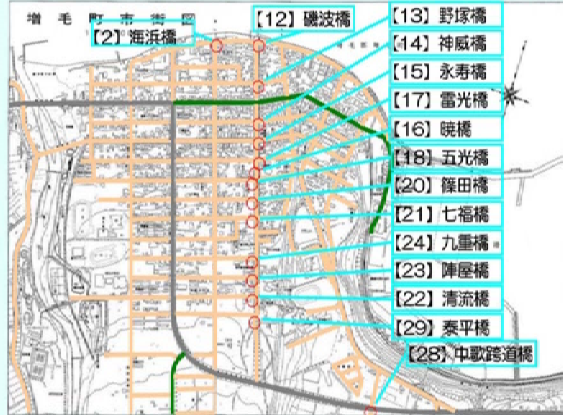 増毛町市街図
【12】磯波橋
【2】海浜橋
【13】野塚橋
【14】神威橋
【15】永寿橋
【17】雷光橋
【16】暁橋
【18】五光橋
【20】篠田橋
【21】七福橋
【24】九重橋
【23】陣屋橋
【22】清流橋
【29】泰平橋
【28】中歌跨道橋